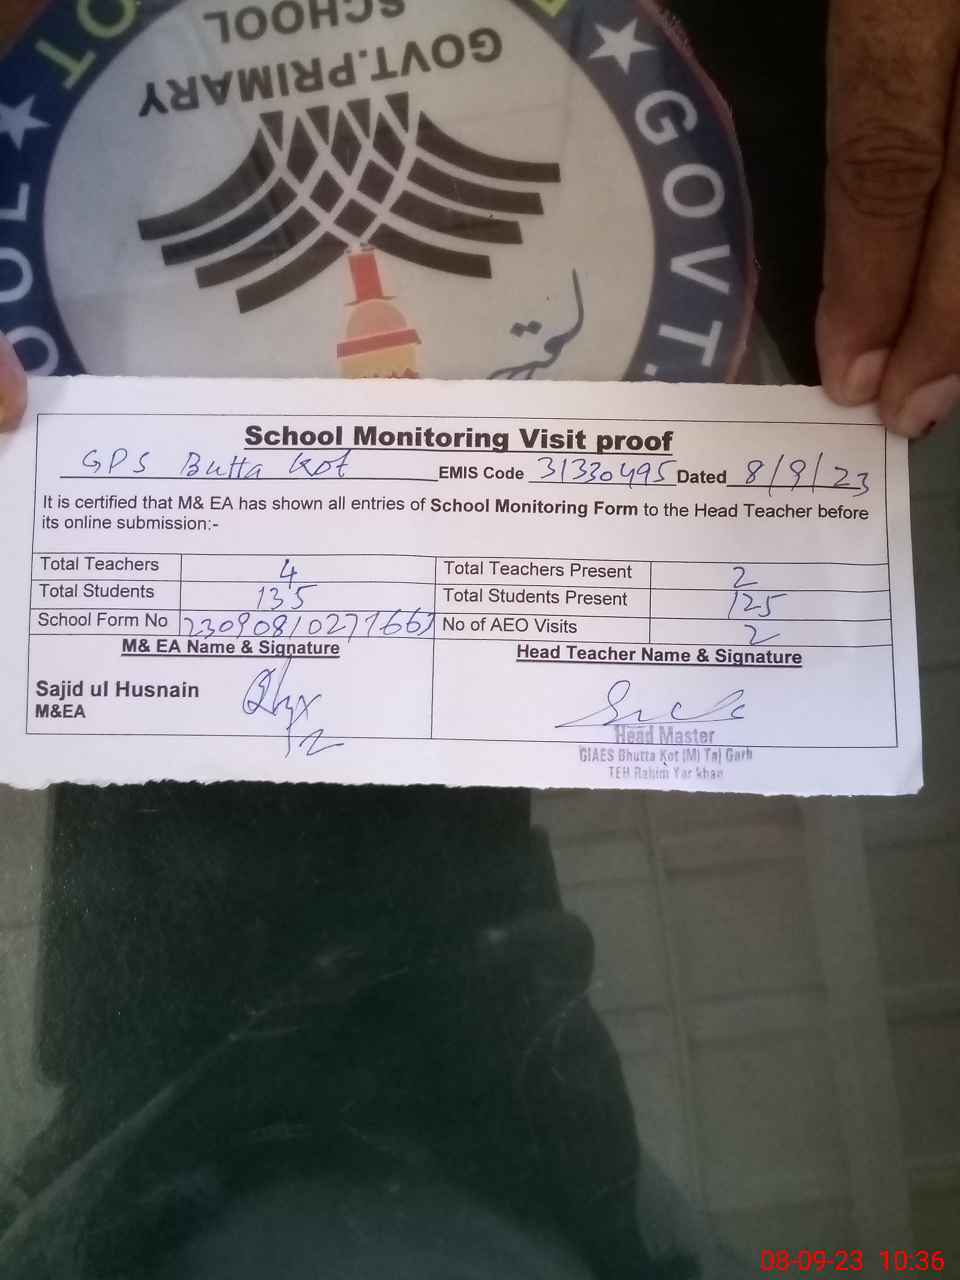 SCHOOL
GOVT.PRIMARY
GOVT.
School Monitoring Visit proof
GPS Butta Kot EMIS Code 31330495 Dated 8/9/23
It is certified that M& EA has shown all entries of School Monitoring Form to the Head Teacher before
its online submission:-
Total Teachers 4 Total Teachers Present 2
Total Students 135 Total Students Present 125
School Form No No of AEO Visits 2
M& EA Name & Signature Head Teacher Name & Signature
Sajid ul Husnain
M&EA
Head Master
GIAES Bhutta Kot (M) Taj Garh
TEH Rahim Yar khan
08-09-23 10:36